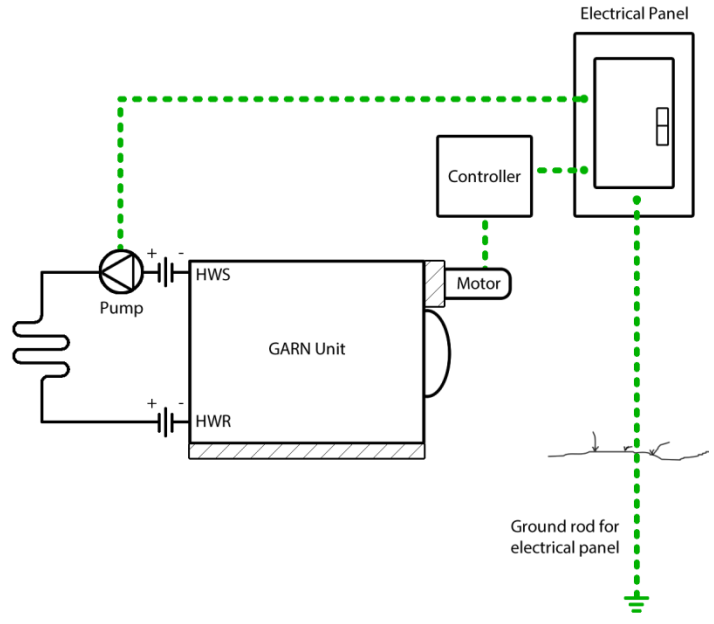 Electrical Panel
Controller
+ -
HWS
Motor
Pump
GARN Unit
+ -
HWR
Ground rod for
electrical panel